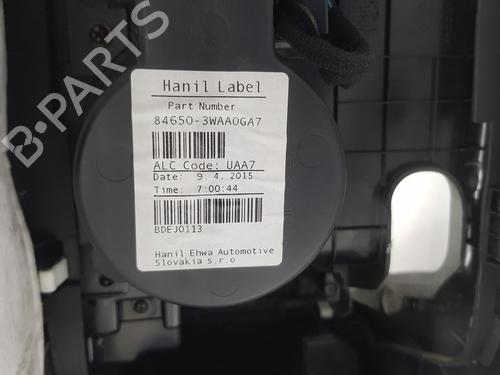 B-PARTS
Hanil Label
Part Number
84650-3WAA0GA7
ALC Code: UAA7
Date: 9. 4. 2015
Time: 7:00:44
BDEJ0113
Hanil Ehwa Automotive
Slovakia s.r.o